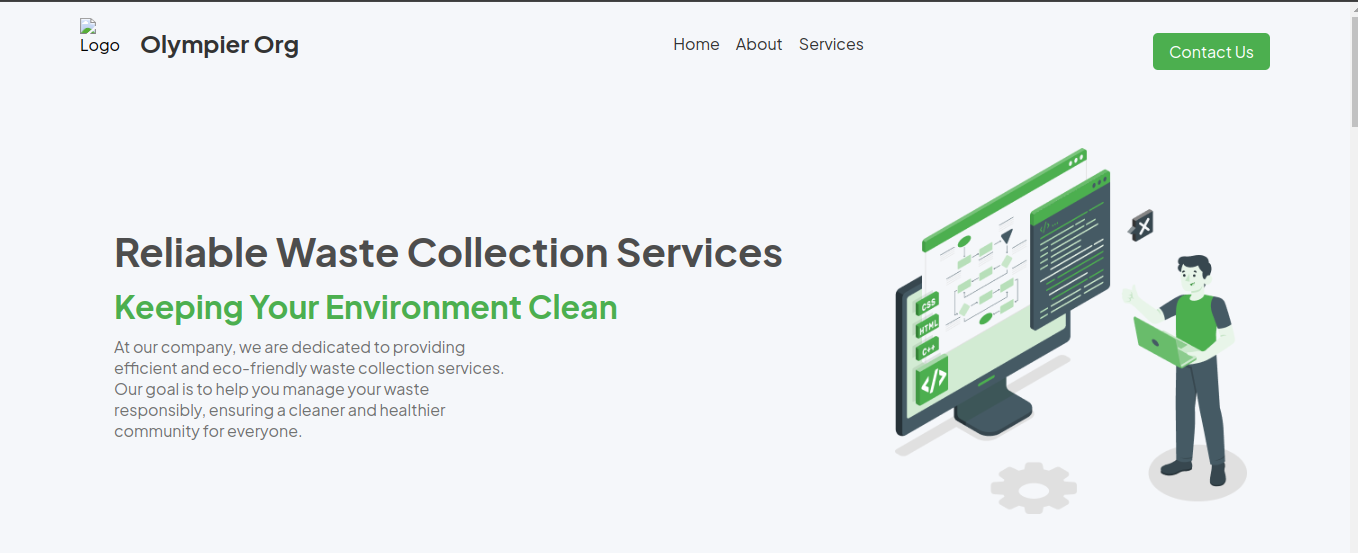 Logo
Olympier Org
Home About Services
Contact Us
Reliable Waste Collection Services
Keeping Your Environment Clean
At our company, we are dedicated to providing
efficient and eco-friendly waste collection services.
Our goal is to help you manage your waste
responsibly, ensuring a cleaner and healthier
community for everyone.
CSS
HTML
C++
</>
</> ...
X